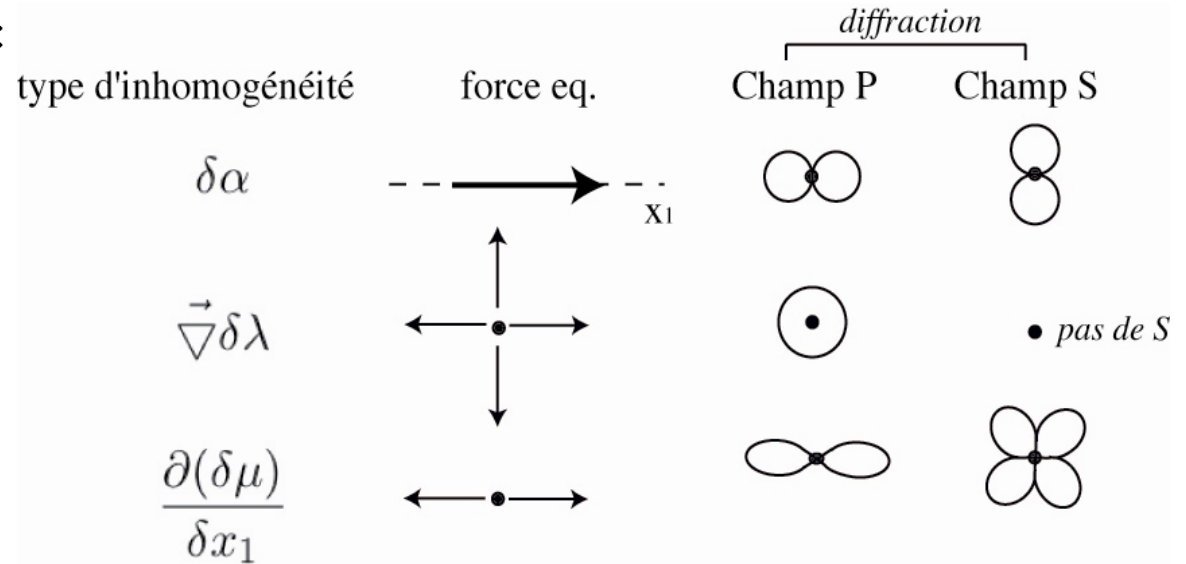 diffraction
type d'inhomogénéité force eq. Champ P Champ S
δα
x₁
∇⃗δλ
pas de S
∂(δμ)
δx₁